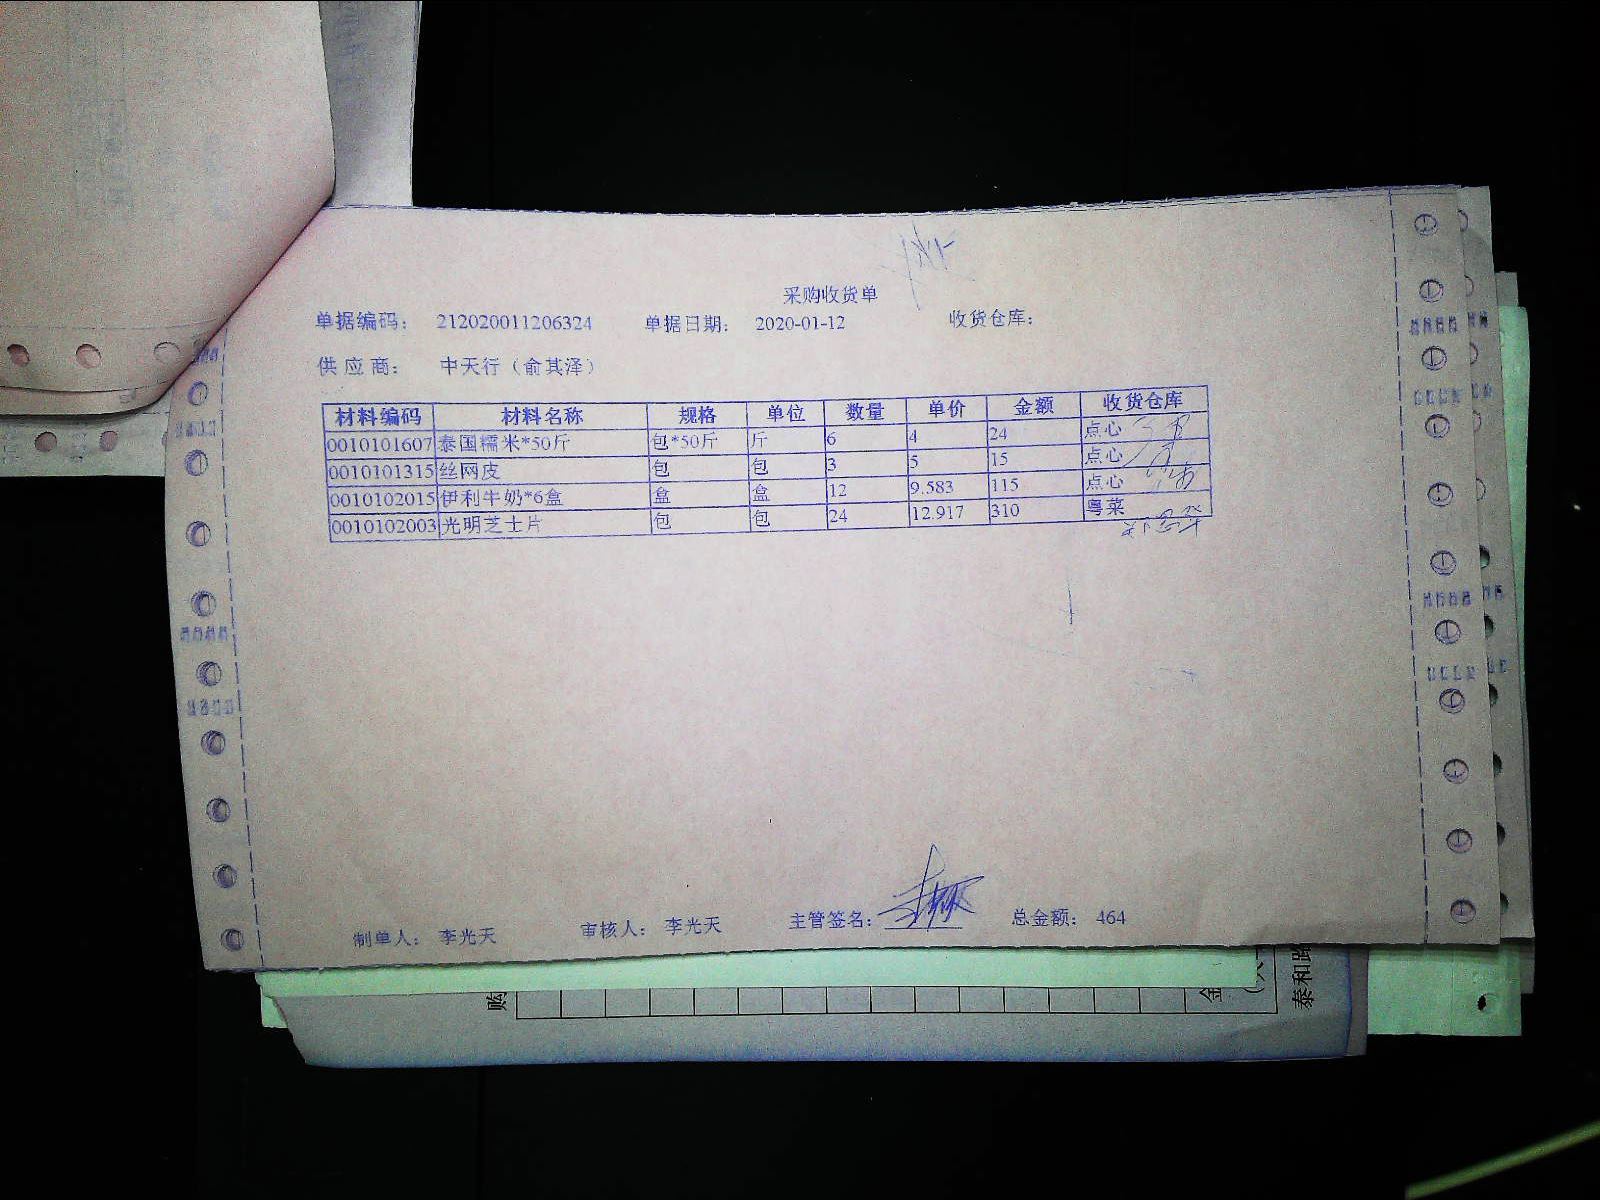 采购收货单
单据编码： 212020011206324 单据日期： 2020-01-12 收货仓库：
供应商： 中天行（俞其泽）
材料编码 材料名称 规格 单位 数量 单价 金额 收货仓库
0010101607 泰国糯米*50斤 包*50斤 斤 6 4 24 点心
0010101315 丝网皮 包 包 3 5 15 点心
0010102015 伊利牛奶*6盒 盒 盒 12 9.583 115 点心
0010102003 光明芝士片 包 包 24 12.917 310 粤菜
制单人： 李光天 审核人： 李光天 主管签名： 总金额： 464
购
金
泰和路